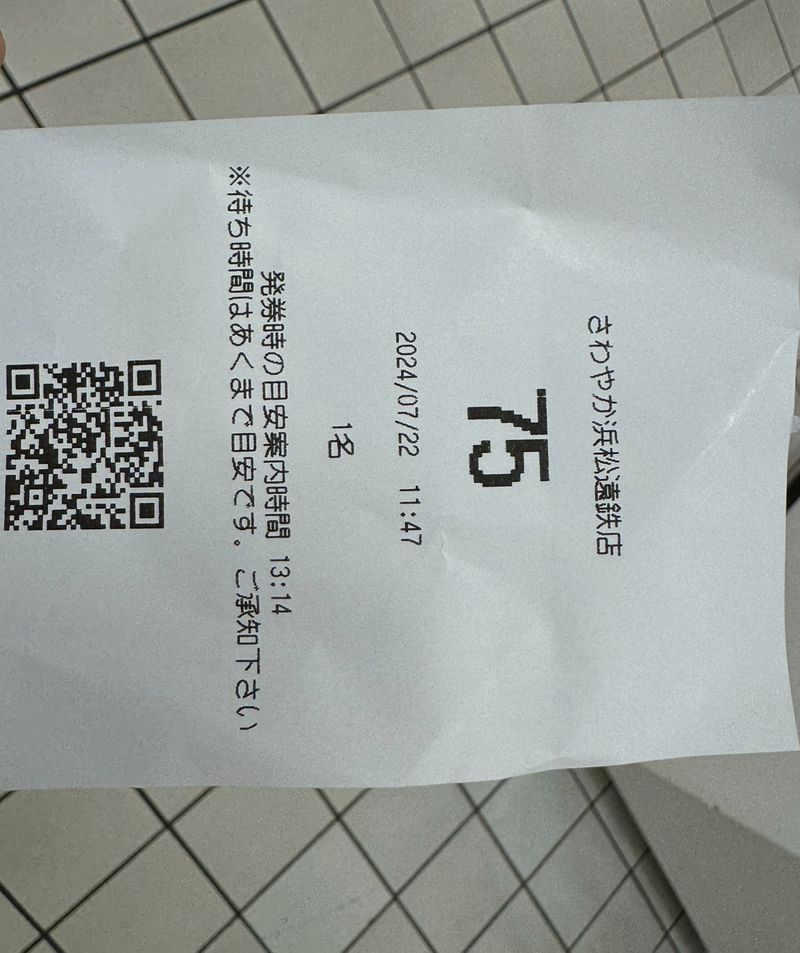 さわやか浜松遠鉄店
75
2024/07/22 11:47
1名
発券時の目安案内時間 13:14
※待ち時間はあくまで目安です。ご承知下さい